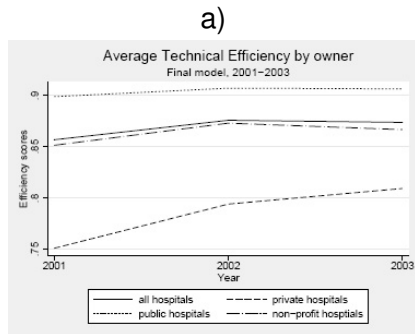 a)
Average Technical Efficiency by owner
Final model, 2001−2003
Efficiency scores
.9
.85
.8
.75
2001
2002
2003
Year
all hospitals
private hospitals
public hospitals
non−profit hosptials